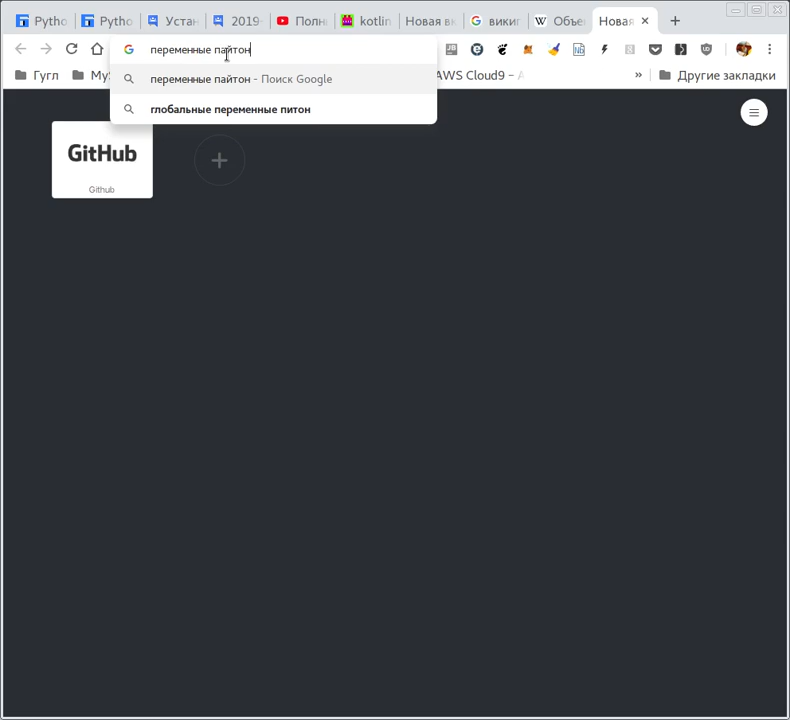 Pytho Pytho Устан 2019- Полн kotlin Новая вк викип Объе Новая
переменные пайтон
переменные пайтон - Поиск Google
глобальные переменные питон
Гугл My AWS Cloud9 – A » Другие закладки
GitHub
Github